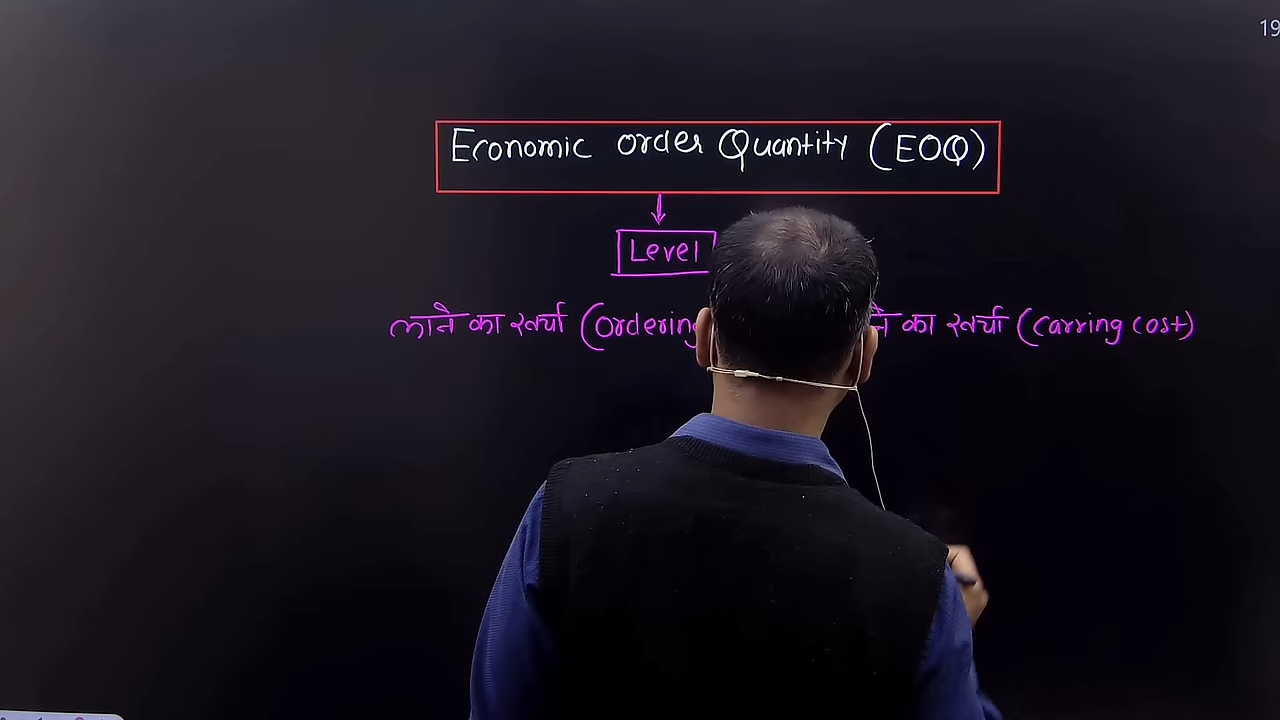 19
Economic order Quantity (EOQ)
Level
लाने का खर्चा (ordering का खर्चा (carring cost)